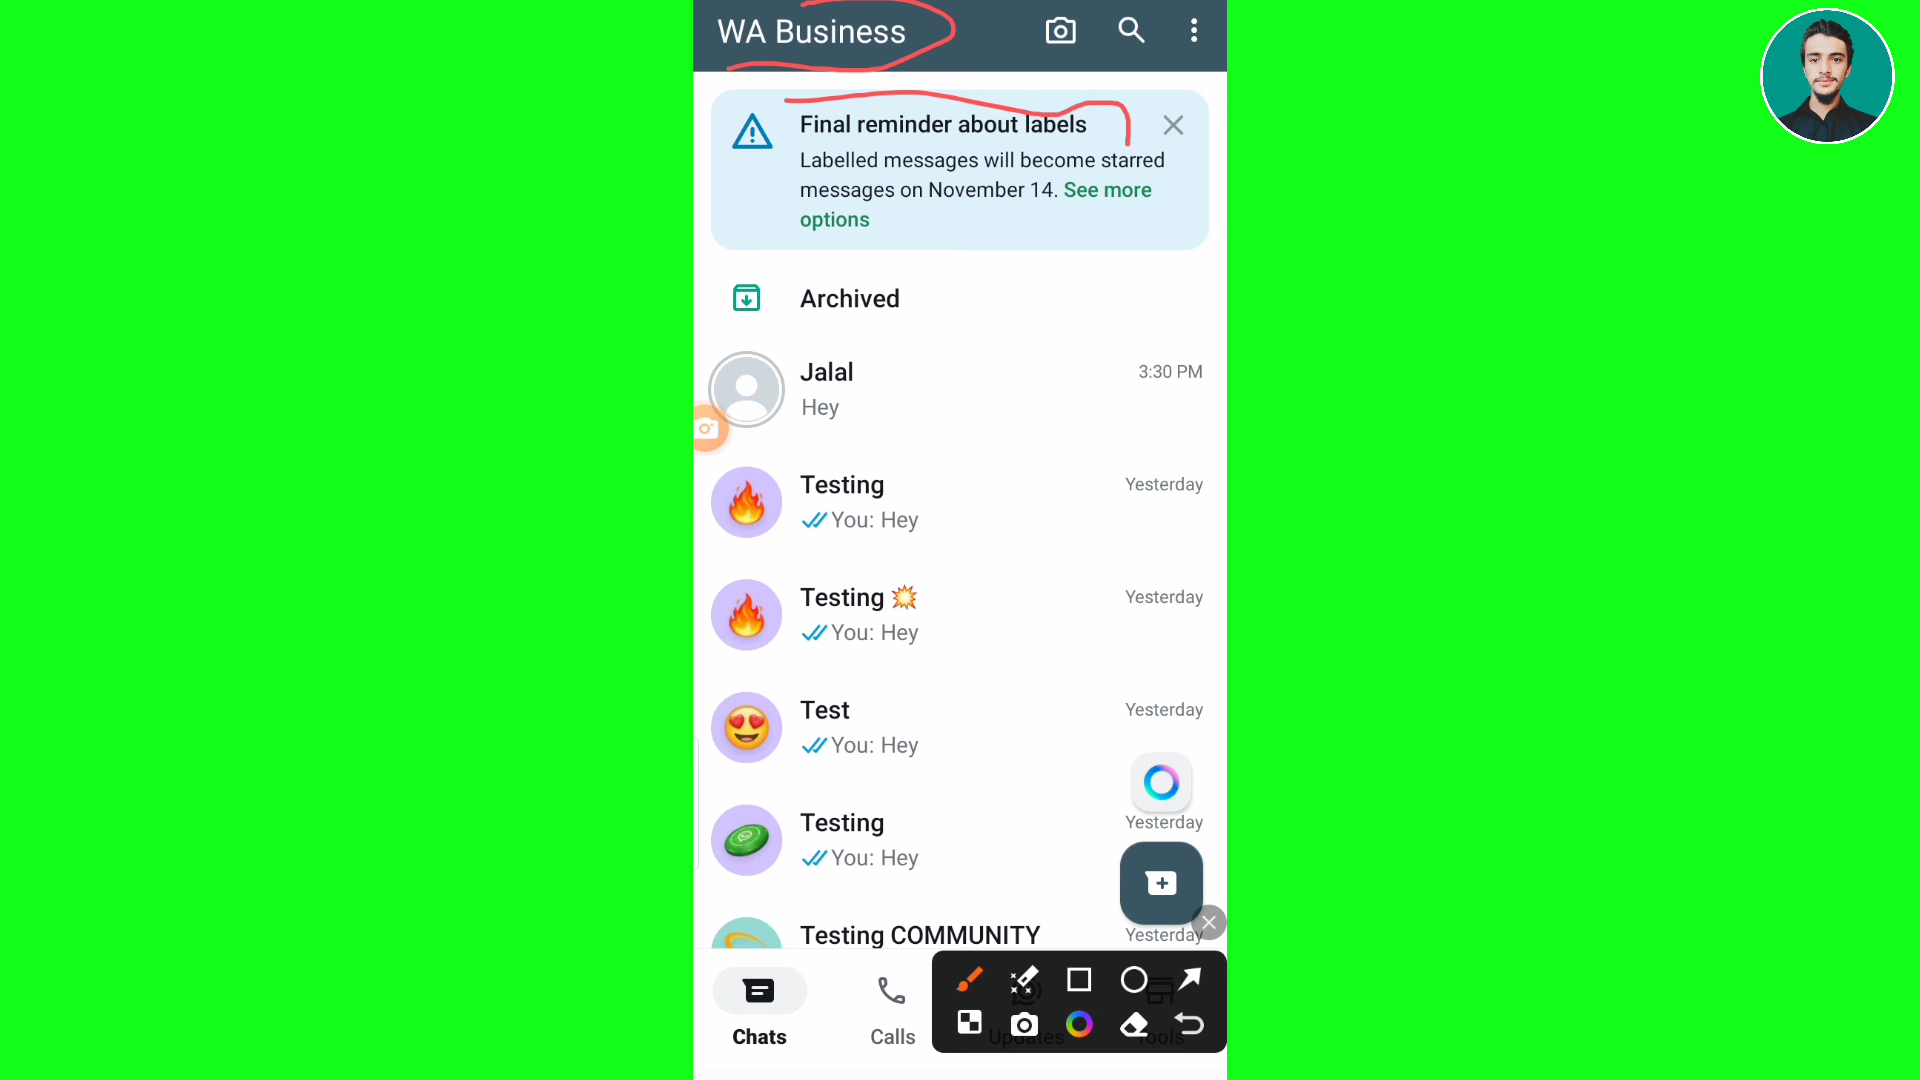 WA Business
Final reminder about labels
Labelled messages will become starred
messages on November 14. See more
options
Archived
Jalal
3:30 PM
Hey
Testing
Yesterday
You: Hey
Testing 💥
Yesterday
You: Hey
Test
Yesterday
You: Hey
Testing
Yesterday
You: Hey
Testing COMMUNITY
Yesterday
Chats
Calls
Updates
Tools